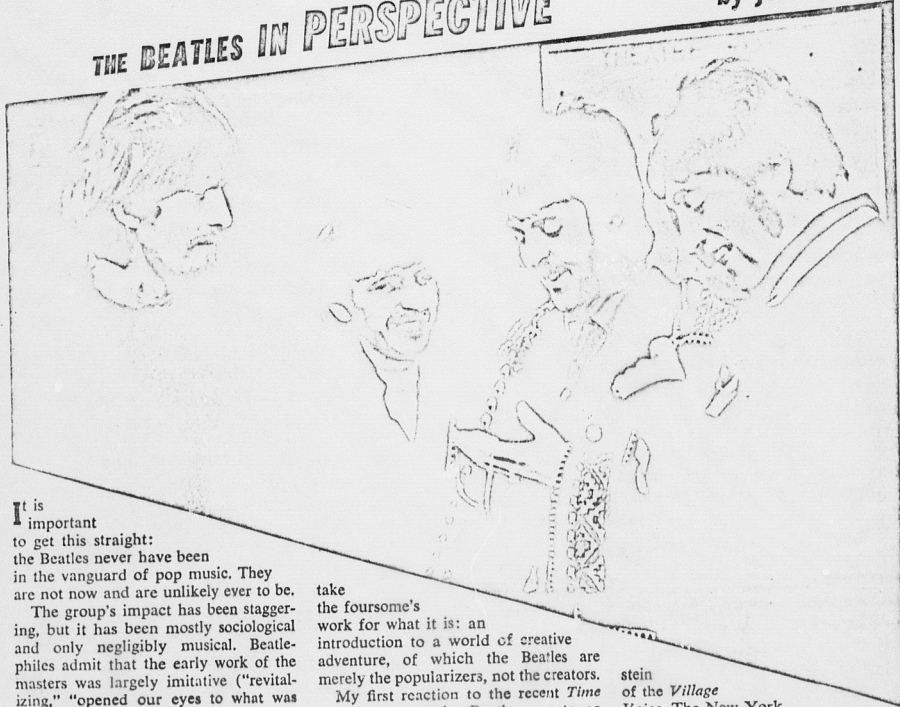 THE BEATLES IN PERSPECTIVE
by
It is
important
to get this straight:
the Beatles never have been
in the vanguard of pop music. They
are not now and are unlikely ever to be.
The group's impact has been stagger-
ing, but it has been mostly sociological
and only negligibly musical. Beatle-
philes admit that the early work of the
masters was largely imitative ("revital-
izing," "opened our eyes to what was
take
the foursome's
work for what it is: an
introduction to a world of creative
adventure, of which the Beatles are
merely the popularizers, not the creators.
My first reaction to the recent Time
stein
of the Village
Voice, The New York